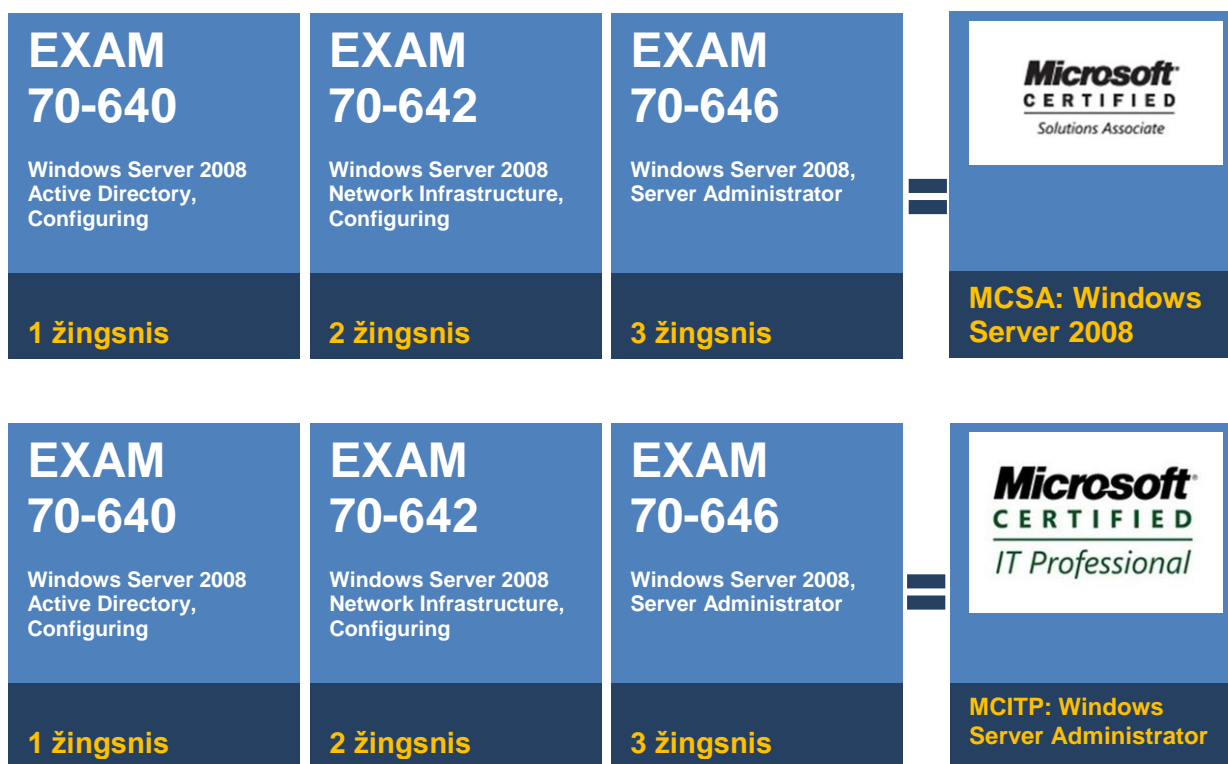 EXAM
70-640
Windows Server 2008
Active Directory,
Configuring
1 žingsnis
EXAM
70-642
Windows Server 2008
Network Infrastructure,
Configuring
2 žingsnis
EXAM
70-646
Windows Server 2008,
Server Administrator
3 žingsnis
=
Microsoft
CERTIFIED
Solutions Associate
MCSA: Windows
Server 2008
EXAM
70-640
Windows Server 2008
Active Directory,
Configuring
1 žingsnis
EXAM
70-642
Windows Server 2008
Network Infrastructure,
Configuring
2 žingsnis
EXAM
70-646
Windows Server 2008,
Server Administrator
3 žingsnis
=
Microsoft
CERTIFIED
IT Professional
MCITP: Windows
Server Administrator